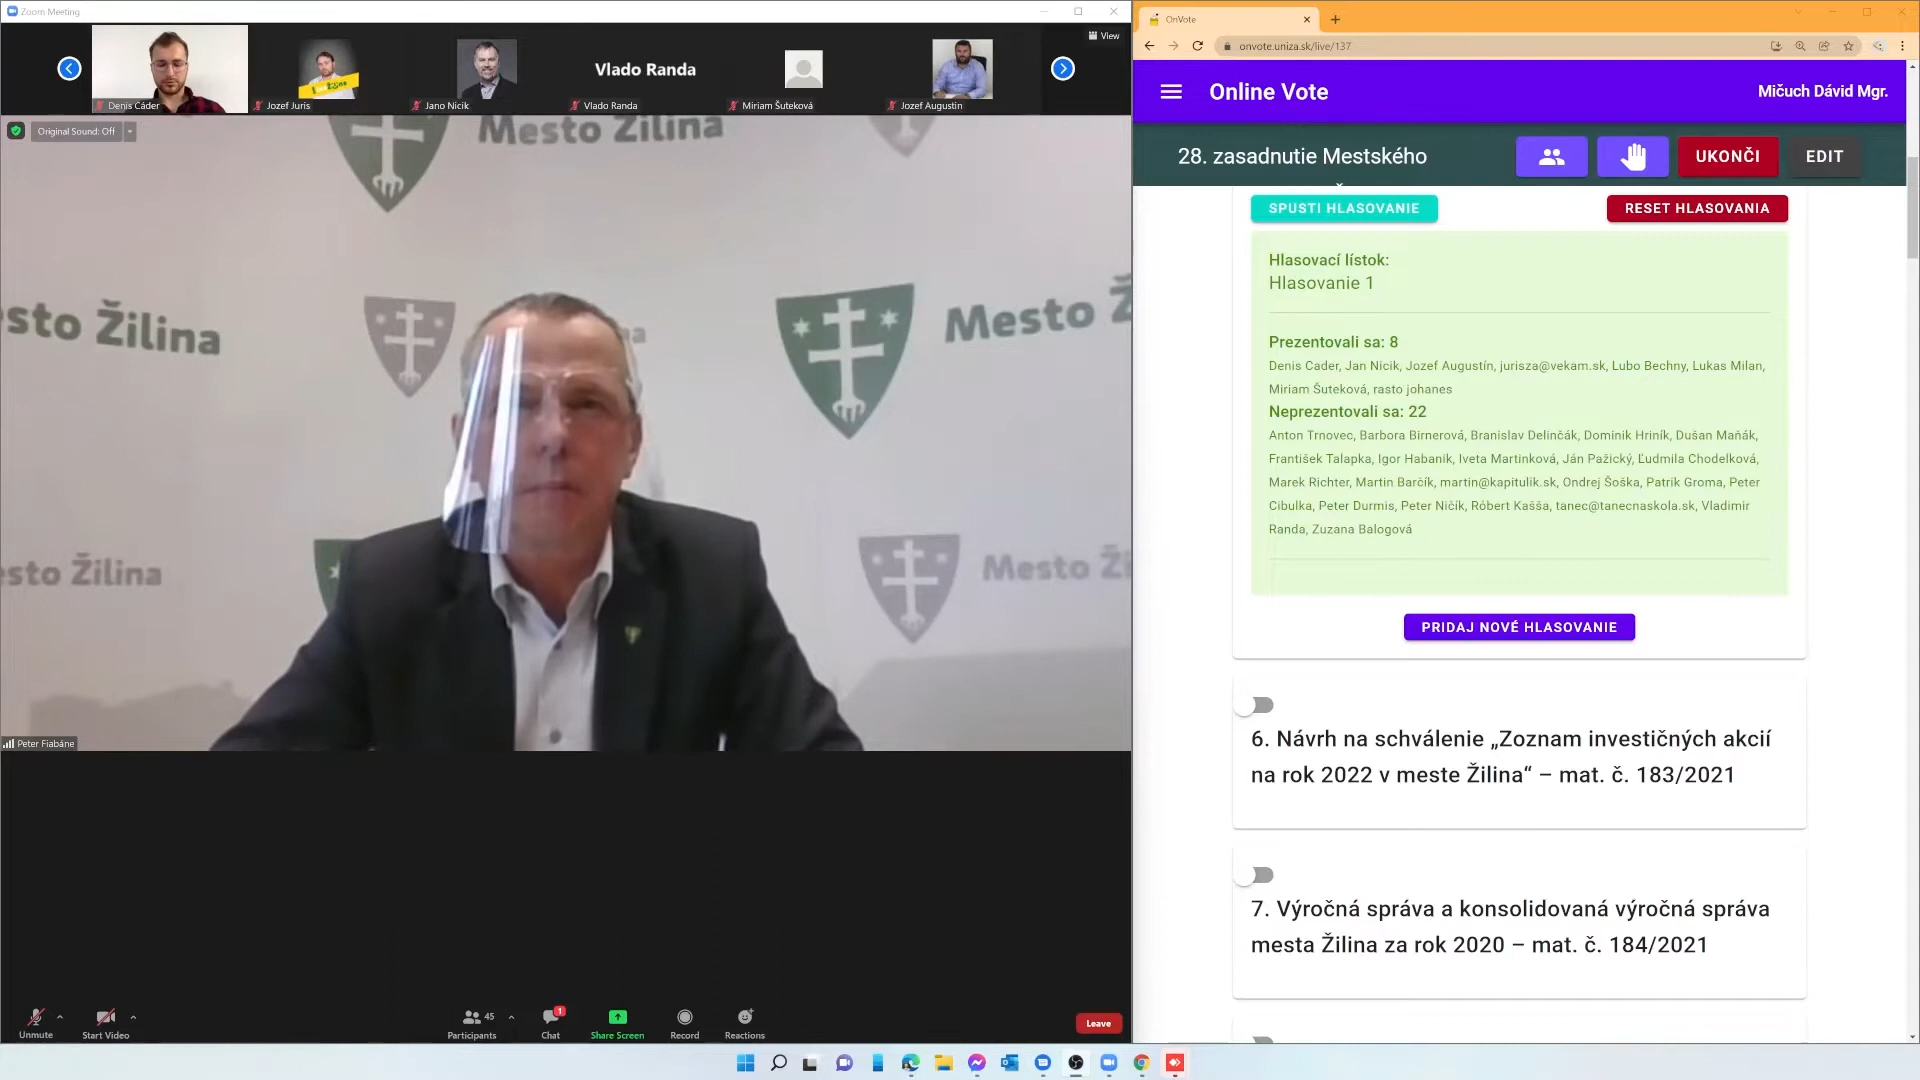 Zoom Meeting
View
Vlado Randa
Denis Cáder
Jozef Juris
Jano Nicík
Vlado Randa
Miriam Šuteková
Jozef Augustin
Original Sound: Off
Mesto Žilina
sto Žilina
Mesto Ž
esto Žilina
Mesto Ži
Peter Fiabáne
Unmute
Start Video
45
Participants
1
Chat
Share Screen
Record
Reactions
Leave
OnVote
onvote.uniza.sk/live/137
Online Vote
Mičuch Dávid Mgr.
28. zasadnutie Mestského
UKONČI
EDIT
SPUSTI HLASOVANIE
RESET HLASOVANIA
Hlasovací lístok:
Hlasovanie 1
Prezentovali sa: 8
Denis Cader, Jan Nicik, Jozef Augustín, jurisza@vekam.sk, Lubo Bechny, Lukas Milan,
Miriam Šuteková, rasto johanes
Neprezentovali sa: 22
Anton Trnovec, Barbora Birnerová, Branislav Delinčák, Dominik Hriník, Dušan Maňák,
František Talapka, Igor Habaník, Iveta Martinková, Ján Pažický, Ľudmila Chodelková,
Marek Richter, Martin Barčík, martin@kapitulik.sk, Ondrej Šoška, Patrik Groma, Peter
Cibulka, Peter Durmis, Peter Ničík, Róbert Kašša, tanec@tanecnaskola.sk, Vladimir
Randa, Zuzana Balogová
PRIDAJ NOVÉ HLASOVANIE
6. Návrh na schválenie „Zoznam investičných akcií
na rok 2022 v meste Žilina“ – mat. č. 183/2021
7. Výročná správa a konsolidovaná výročná správa
mesta Žilina za rok 2020 – mat. č. 184/2021